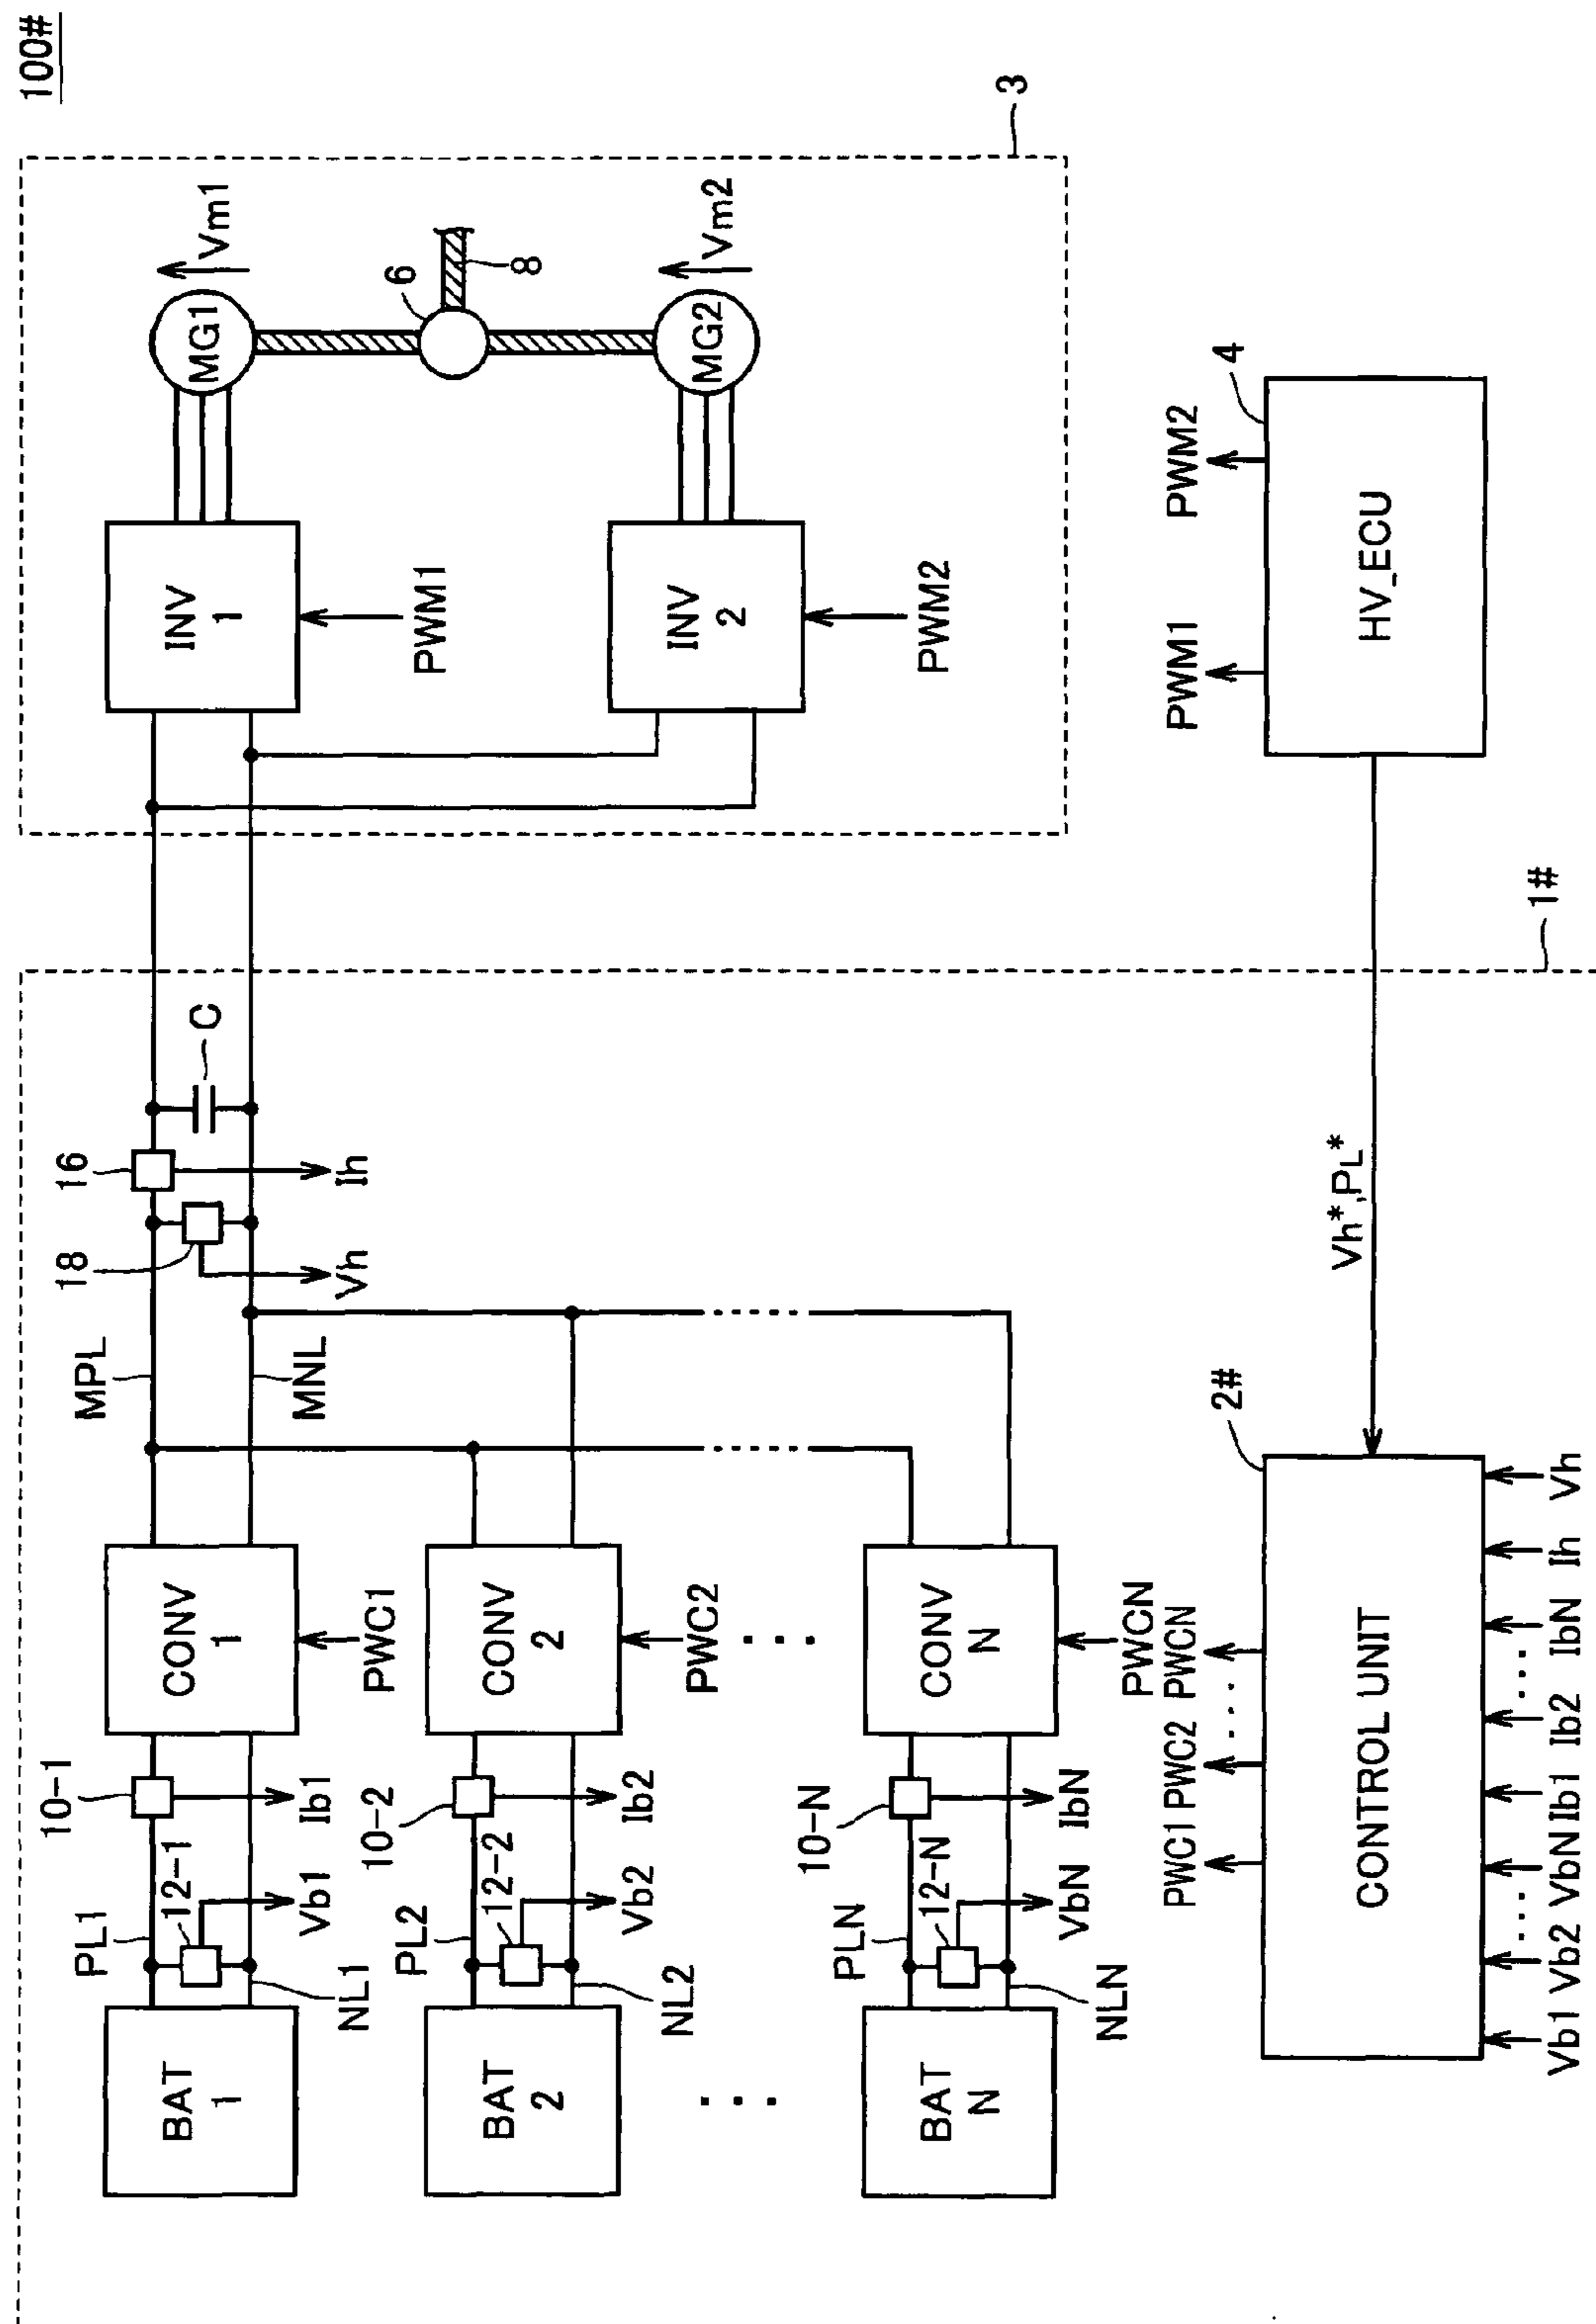 100#
3
MG1
Vm1
6
8
MG2
Vm2
INV 1
PWM1
INV 2
PWM2
4
PWM1
PWM2
HV_ECU
1#
C
16
Ih
18
Vh
MPL
MNL
Vh*,PL*
2#
CONV 1
PWC1
CONV 2
PWC2
...
CONV N
PWCN
10-1
Ib1
12-1
Vb1
PL1
NL1
10-2
Ib2
12-2
Vb2
PL2
NL2
10-N
IbN
12-N
VbN
PLN
NLN
BAT 1
BAT 2
...
BAT N
PWC1 PWC2 ... PWCN
CONTROL UNIT
Vb1 Vb2 ... VbN Ib1 Ib2 ... IbN Ih Vh